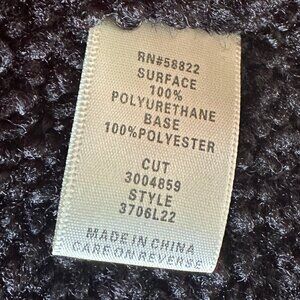 RN#58822
SURFACE
100%
POLYURETHANE
BASE
100%POLYESTER
CUT
3004859
STYLE
3706L22
MADE IN CHINA
CARE ON REVERSE